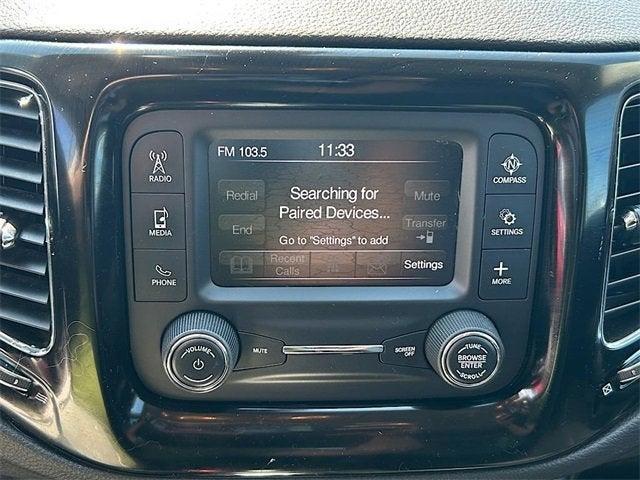 FM 103.5
11:33
RADIO
MEDIA
PHONE
Redial
End
Searching for
Paired Devices...
Go to "Settings" to add
Mute
Transfer
Recent
Calls
Settings
COMPASS
SETTINGS
+
MORE
VOLUME
MUTE
SCREEN
OFF
TUNE
BROWSE
ENTER
SCROLL